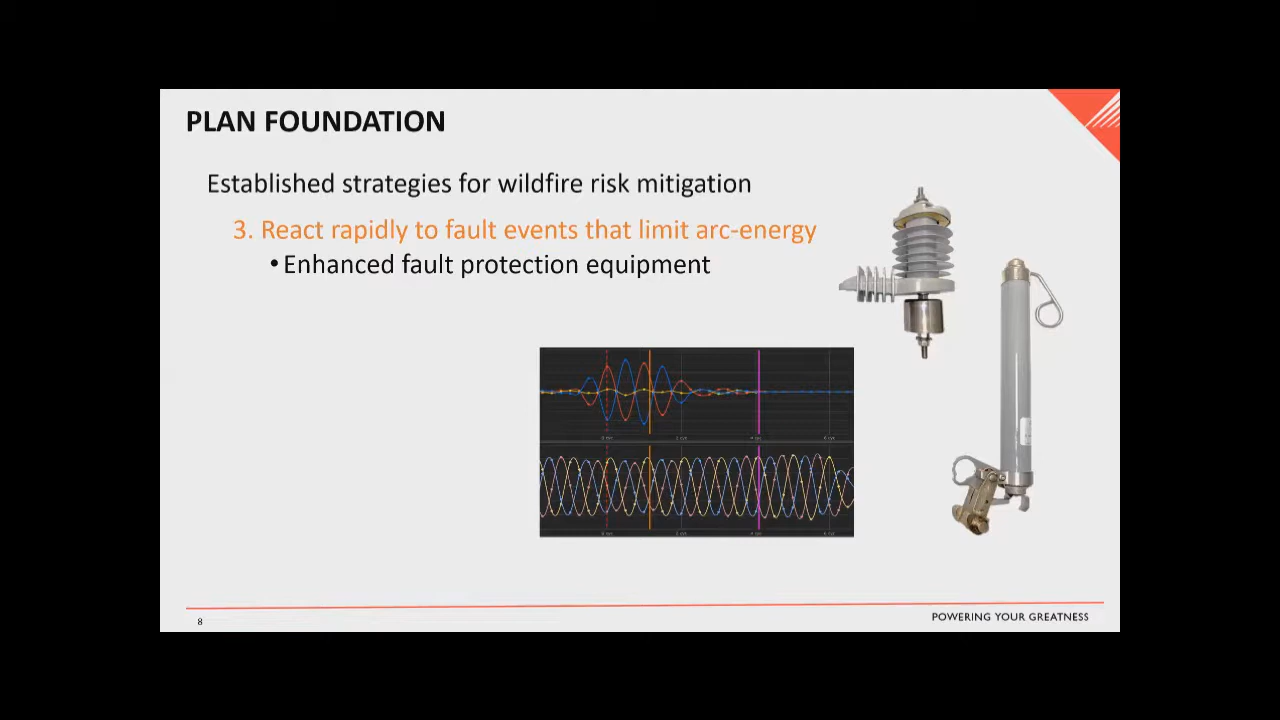 PLAN FOUNDATION
Established strategies for wildfire risk mitigation
3. React rapidly to fault events that limit arc-energy
• Enhanced fault protection equipment
8
POWERING YOUR GREATNESS